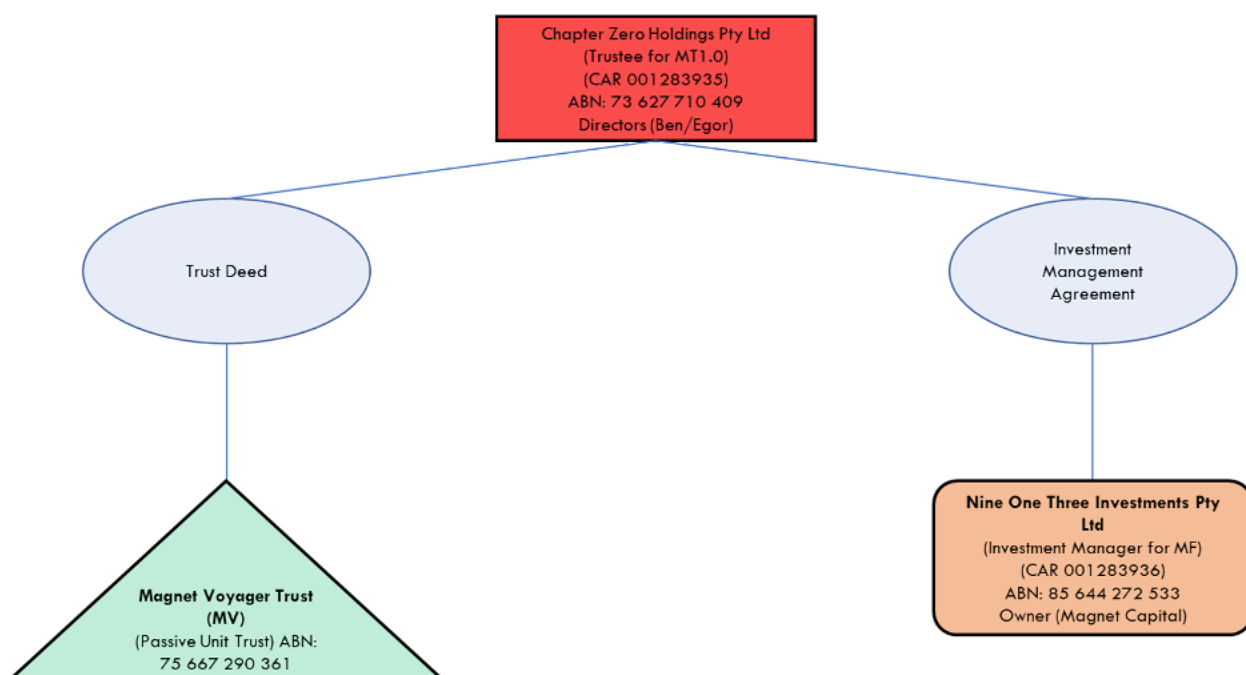 Chapter Zero Holdings Pty Ltd
(Trustee for MT1.0)
(CAR 001283935)
ABN: 73 627 710 409
Directors (Ben/Egor)
Trust Deed
Investment
Management
Agreement
Magnet Voyager Trust
(MV)
(Passive Unit Trust) ABN:
75 667 290 361
Nine One Three Investments Pty
Ltd
(Investment Manager for MF)
(CAR 001283936)
ABN: 85 644 272 533
Owner (Magnet Capital)